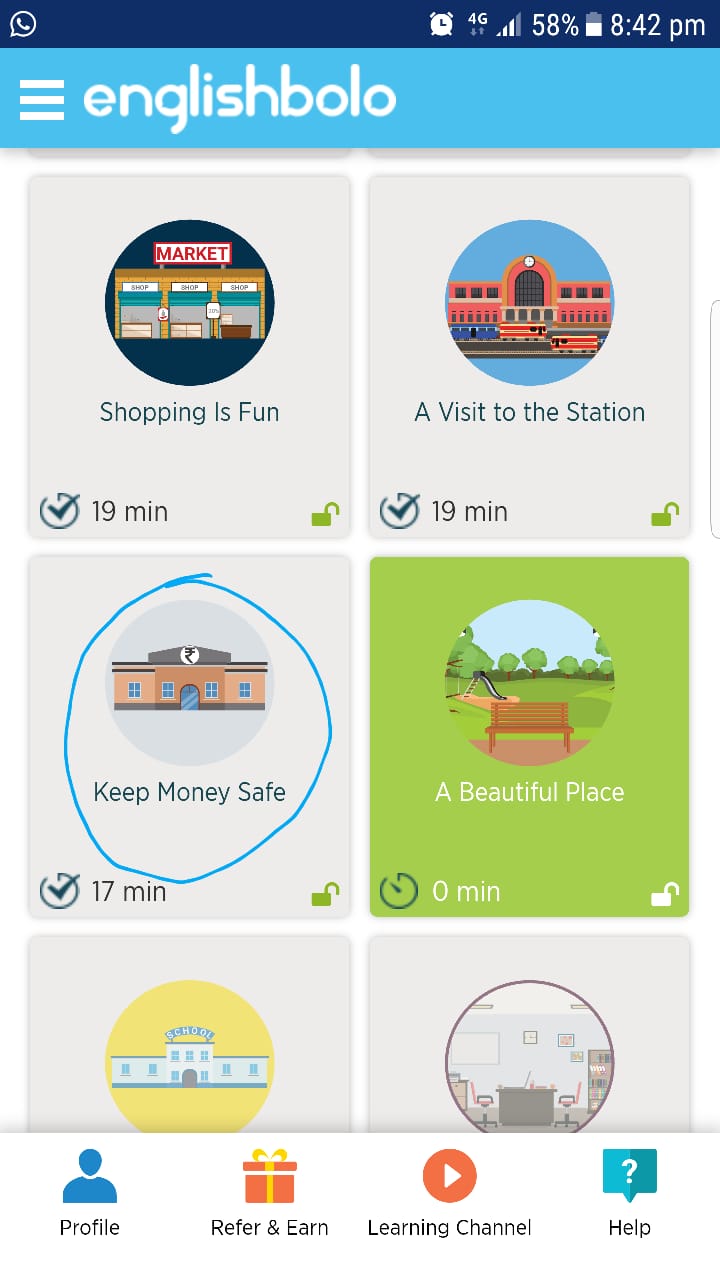 4G 58% 8:42 pm
englishbolo
MARKET
SHOP SHOP SHOP
20%
Shopping Is Fun
A Visit to the Station
19 min
19 min
₹
Keep Money Safe
A Beautiful Place
17 min
0 min
SCHOOL
?
Profile
Refer & Earn
Learning Channel
Help